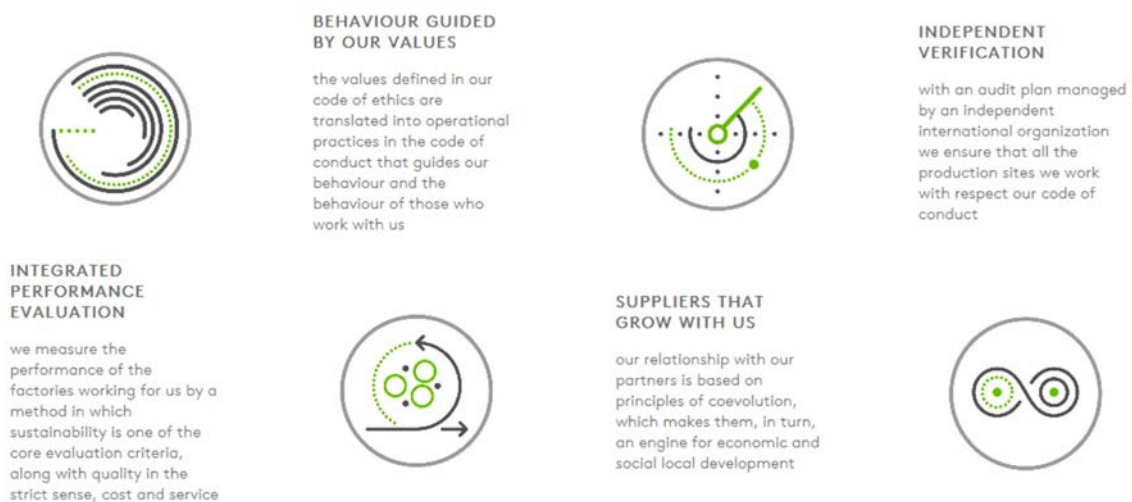 BEHAVIOUR GUIDED
BY OUR VALUES
the values defined in our
code of ethics are
translated into operational
practices in the code of
conduct that guides our
behaviour and the
behaviour of those who
work with us
INDEPENDENT
VERIFICATION
with an audit plan managed
by an independent
international organization
we ensure that all the
production sites we work
with respect our code of
conduct
INTEGRATED
PERFORMANCE
EVALUATION
we measure the
performance of the
factories working for us by a
method in which
sustainability is one of the
core evaluation criteria,
along with quality in the
strict sense, cost and service
SUPPLIERS THAT
GROW WITH US
our relationship with our
partners is based on
principles of coevolution,
which makes them, in turn,
an engine for economic and
social local development